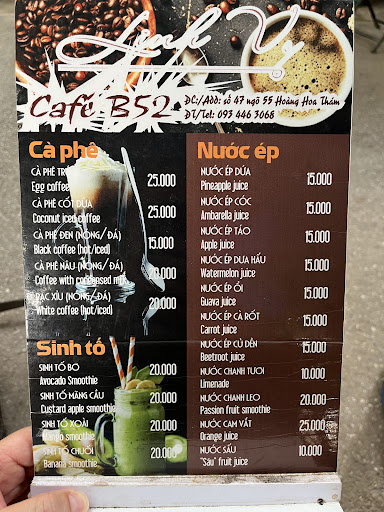 Linh Vy
Café B52
ĐC:/Add: số 47 ngõ 55 Hoàng Hoa Thám
ĐT/Tel: 093 446 3068
Cà phê
CÀ PHÊ TRỨNG
Egg coffee
25.000
CÀ PHÊ CỐT DỪA
Coconut iced coffee
25.000
CÀ PHÊ ĐEN (NÓNG/ĐÁ)
Black coffee (hot/iced)
15.000
CÀ PHÊ NÂU (NÓNG/ĐÁ)
Coffee with condensed milk
20.000
BẠC XỈU (NÓNG/ĐÁ)
White coffee (hot/iced)
20.000
Sinh tố
SINH TỐ BƠ
Avocado Smoothie
20.000
SINH TỐ MÃNG CẦU
Custard apple smoothie
20.000
SINH TỐ XOÀI
Mango smoothie
20.000
SINH TỐ CHUỐI
Banana smoothie
20.000
Nước ép
NƯỚC ÉP DỨA
Pineapple juice
15.000
NƯỚC ÉP CÓC
Ambarella juice
15.000
NƯỚC ÉP TÁO
Apple juice
15.000
NƯỚC ÉP DƯA HẤU
Watermelon juice
15.000
NƯỚC ÉP ỔI
Guava juice
15.000
NƯỚC ÉP CÀ RỐT
Carrot juice
15.000
NƯỚC ÉP CỦ DỀN
Beetroot juice
15.000
NƯỚC CHANH TƯƠI
Limenade
10.000
NƯỚC CHANH LEO
Passion fruit smoothie
20.000
NƯỚC CAM VẮT
Orange juice
25.000
NƯỚC SẤU
"Sấu" fruit juice
10.000